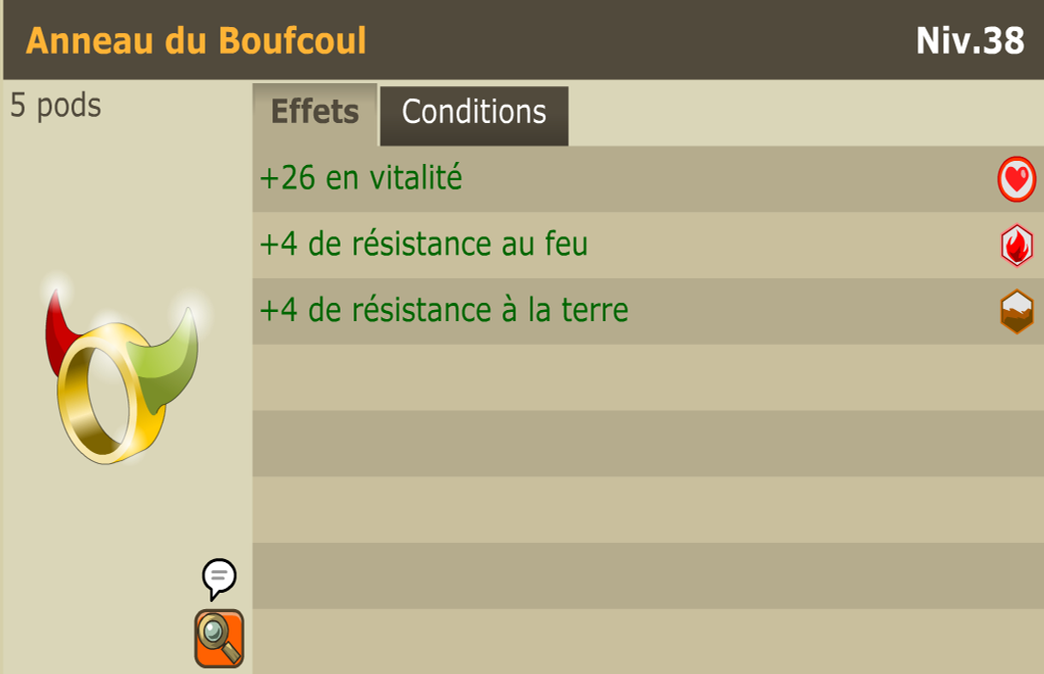 Anneau du Boufcoul
Niv.38
5 pods
Effets
Conditions
+26 en vitalité
+4 de résistance au feu
+4 de résistance à la terre